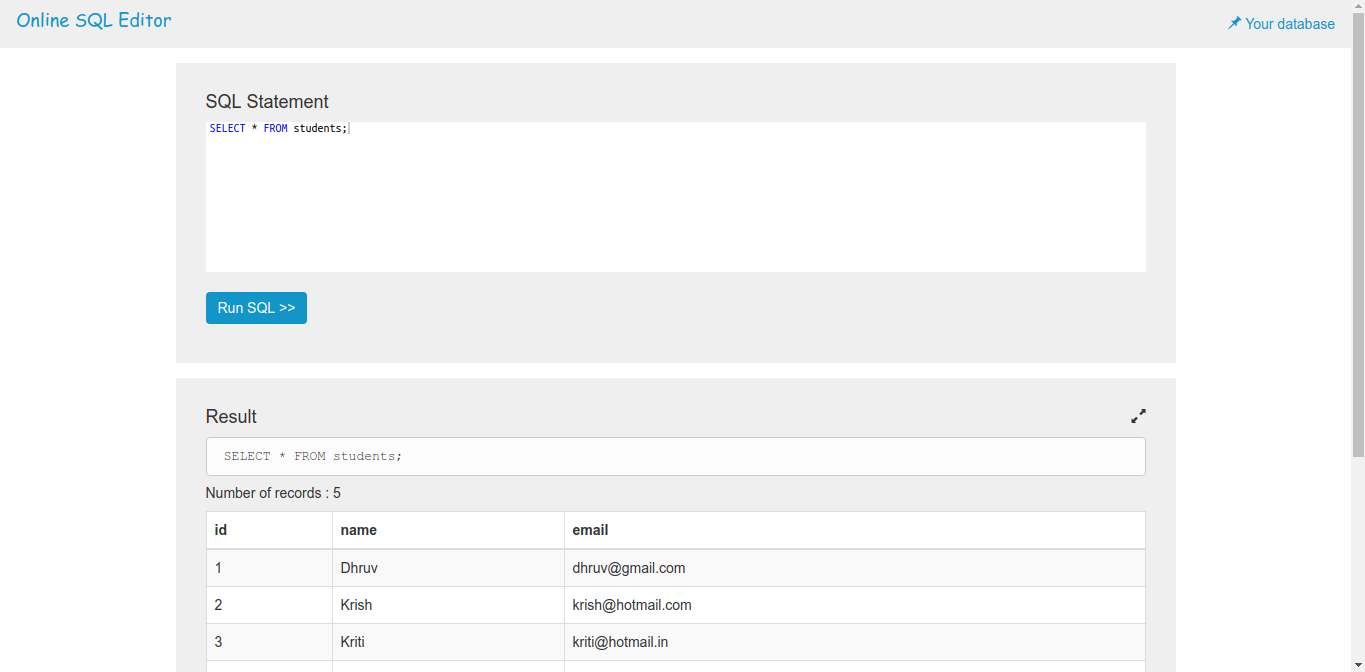 Online SQL Editor
Your database
SQL Statement
SELECT * FROM students;
Run SQL >>
Result
SELECT * FROM students;
Number of records : 5
id name email
1 Dhruv dhruv@gmail.com
2 Krish krish@hotmail.com
3 Kriti kriti@hotmail.in